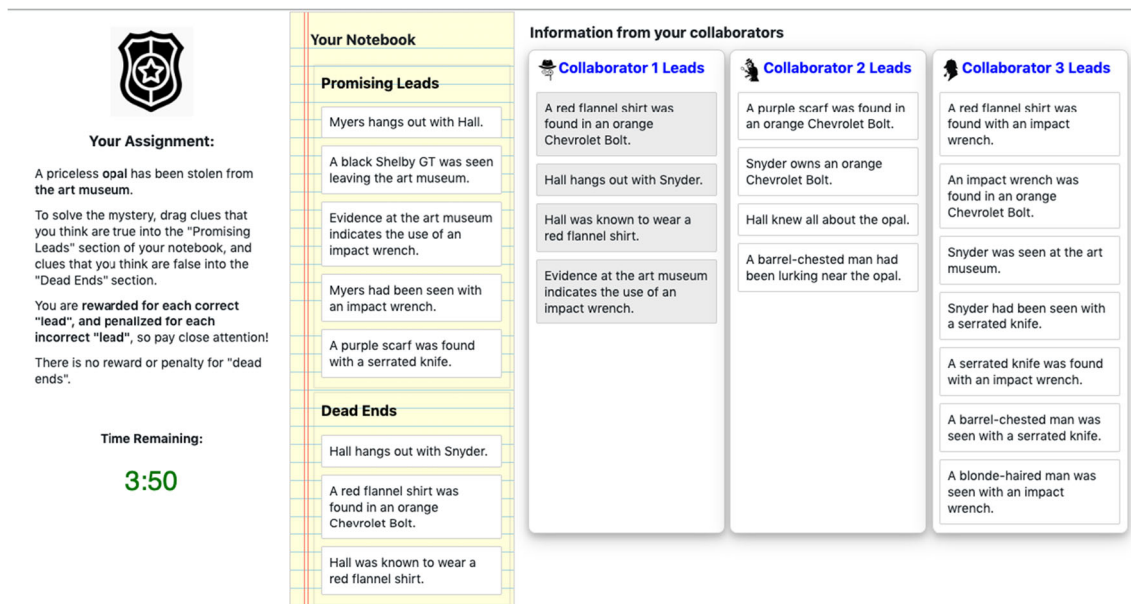 Your Assignment:
A priceless opal has been stolen from
the art museum.
To solve the mystery, drag clues that
you think are true into the "Promising
Leads" section of your notebook, and
clues that you think are false into the
"Dead Ends" section.
You are rewarded for each correct
"lead", and penalized for each
incorrect "lead", so pay close attention!
There is no reward or penalty for "dead
ends".
Time Remaining:
3:50
Your Notebook
Promising Leads
Myers hangs out with Hall.
A black Shelby GT was seen
leaving the art museum.
Evidence at the art museum
indicates the use of an
impact wrench.
Myers had been seen with
an impact wrench.
A purple scarf was found
with a serrated knife.
Dead Ends
Hall hangs out with Snyder.
A red flannel shirt was
found in an orange
Chevrolet Bolt.
Hall was known to wear a
red flannel shirt.
Information from your collaborators
Collaborator 1 Leads
A red flannel shirt was
found in an orange
Chevrolet Bolt.
Hall hangs out with Snyder.
Hall was known to wear a
red flannel shirt.
Evidence at the art museum
indicates the use of an
impact wrench.
Collaborator 2 Leads
A purple scarf was found in
an orange Chevrolet Bolt.
Snyder owns an orange
Chevrolet Bolt.
Hall knew all about the opal.
A barrel-chested man had
been lurking near the opal.
Collaborator 3 Leads
A red flannel shirt was
found with an impact
wrench.
An impact wrench was
found in an orange
Chevrolet Bolt.
Snyder was seen at the art
museum.
Snyder had been seen with
a serrated knife.
A serrated knife was found
with an impact wrench.
A barrel-chested man was
seen with a serrated knife.
A blonde-haired man was
seen with an impact
wrench.